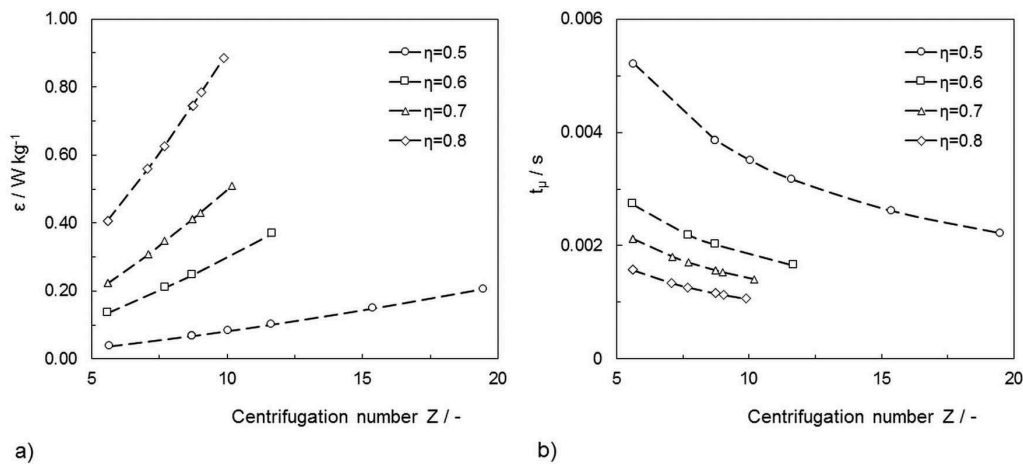 1.00
0.80
0.60
0.40
0.20
0.00
ε / W kg⁻¹
η=0.5
η=0.6
η=0.7
η=0.8
5 10 15 20
Centrifugation number Z / -
a)
0.006
0.004
0.002
0
tμ / s
η=0.5
η=0.6
η=0.7
η=0.8
5 10 15 20
Centrifugation number Z / -
b)